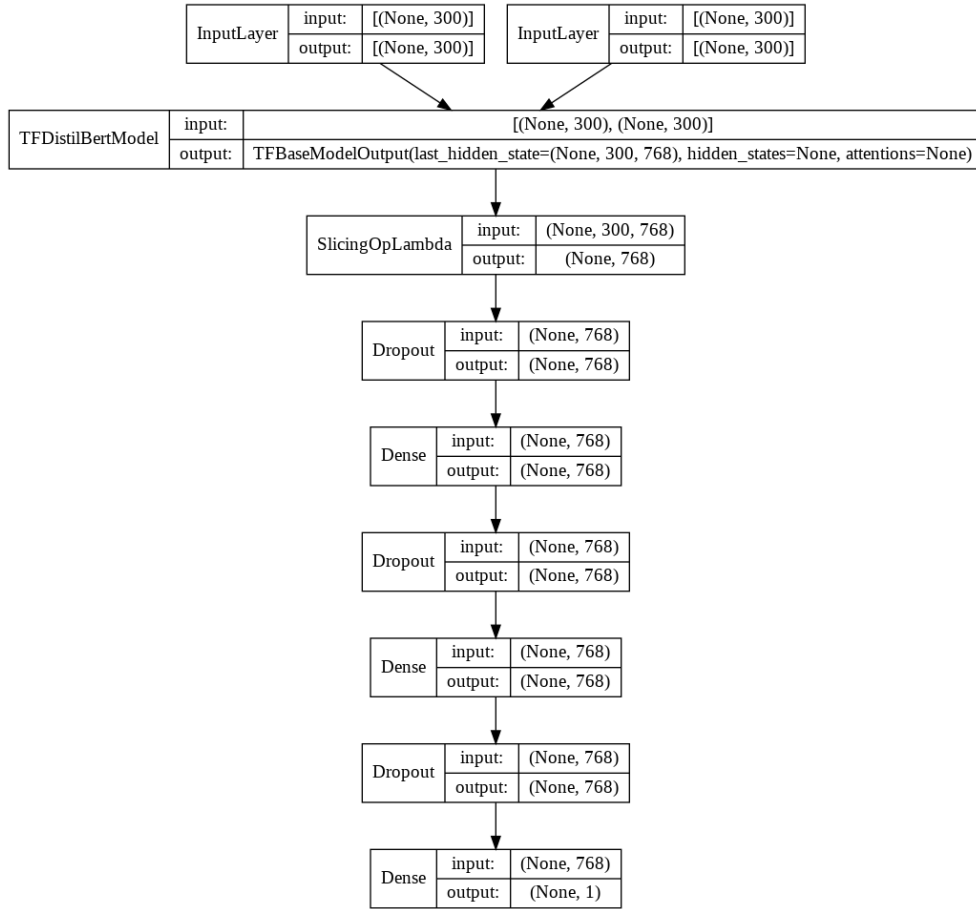 InputLayer input: [(None, 300)]
output: [(None, 300)]
InputLayer input: [(None, 300)]
output: [(None, 300)]
TFDistilBertModel input: [(None, 300), (None, 300)]
output: TFBaseModelOutput(last_hidden_state=(None, 300, 768), hidden_states=None, attentions=None)
SlicingOpLambda input: (None, 300, 768)
output: (None, 768)
Dropout input: (None, 768)
output: (None, 768)
Dense input: (None, 768)
output: (None, 768)
Dropout input: (None, 768)
output: (None, 768)
Dense input: (None, 768)
output: (None, 768)
Dropout input: (None, 768)
output: (None, 768)
Dense input: (None, 768)
output: (None, 1)